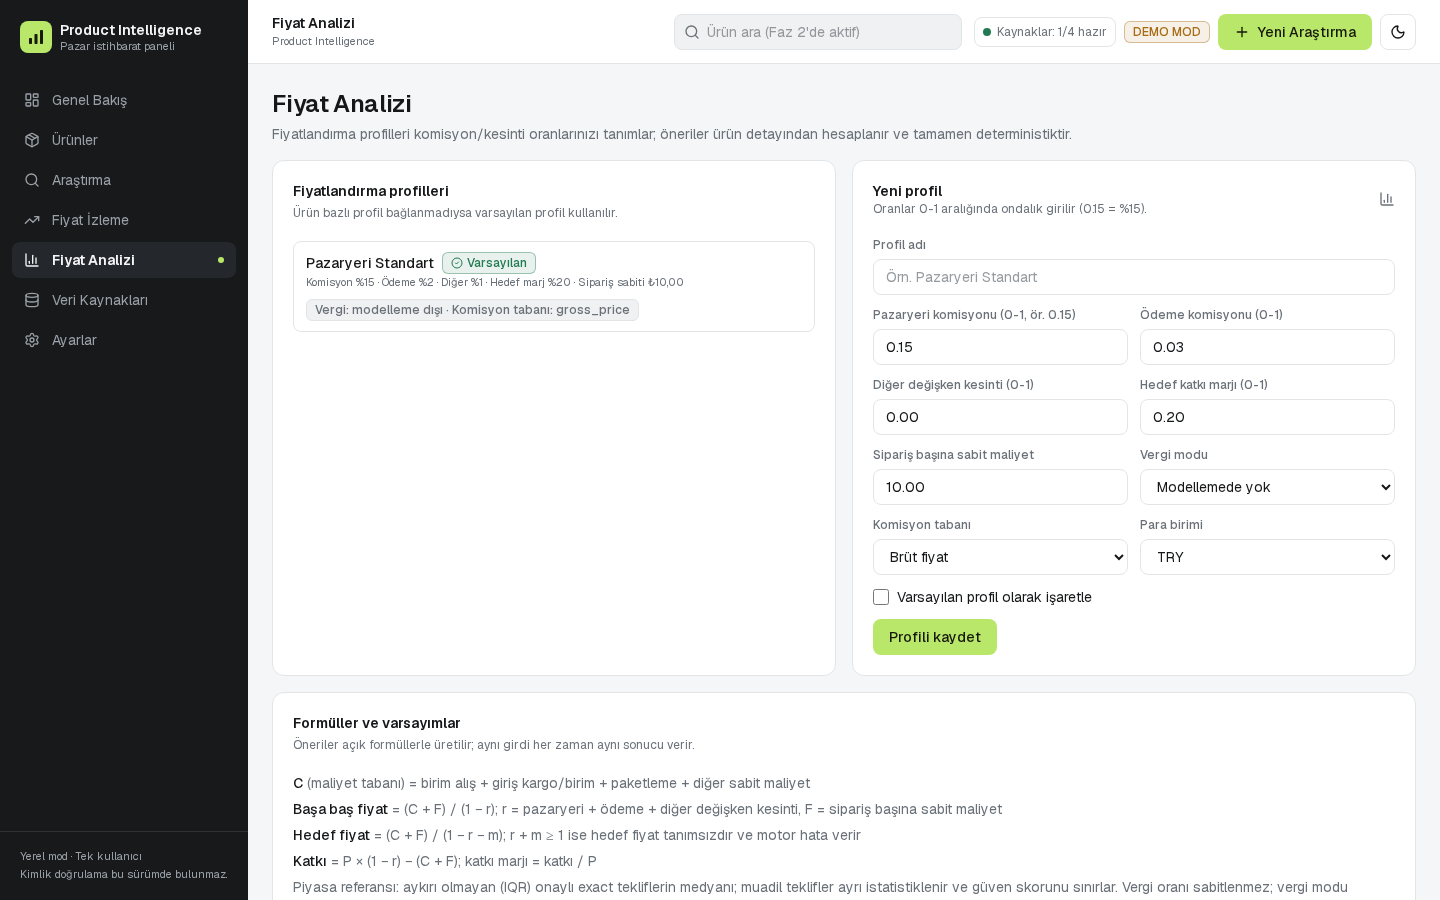 Product Intelligence
Pazar istihbarat paneli
Genel Bakış
Ürünler
Araştırma
Fiyat İzleme
Fiyat Analizi
Veri Kaynakları
Ayarlar
Yerel mod · Tek kullanıcı
Kimlik doğrulama bu sürümde bulunmaz.
Fiyat Analizi
Product Intelligence
Ürün ara (Faz 2'de aktif)
Kaynaklar: 1/4 hazır
DEMO MOD
Yeni Araştırma
Fiyat Analizi
Fiyatlandırma profilleri komisyon/kesinti oranlarınızı tanımlar; öneriler ürün detayından hesaplanır ve tamamen deterministiktir.
Fiyatlandırma profilleri
Ürün bazlı profil bağlanmadıysa varsayılan profil kullanılır.
Pazaryeri Standart
Varsayılan
Komisyon %15 · Ödeme %2 · Diğer %1 · Hedef marj %20 · Sipariş sabiti ₺10,00
Vergi: modelleme dışı · Komisyon tabanı: gross_price
Yeni profil
Oranlar 0-1 aralığında ondalık girilir (0.15 = %15).
Profil adı
Örn. Pazaryeri Standart
Pazaryeri komisyonu (0-1, ör. 0.15)
Ödeme komisyonu (0-1)
0.15
0.03
Diğer değişken kesinti (0-1)
Hedef katkı marjı (0-1)
0.00
0.20
Sipariş başına sabit maliyet
Vergi modu
10.00
Modellemede yok
Komisyon tabanı
Para birimi
Brüt fiyat
TRY
Varsayılan profil olarak işaretle
Profili kaydet
Formüller ve varsayımlar
Öneriler açık formüllerle üretilir; aynı girdi her zaman aynı sonucu verir.
C (maliyet tabanı) = birim alış + giriş kargo/birim + paketleme + diğer sabit maliyet
Başa baş fiyat = (C + F) / (1 − r); r = pazaryeri + ödeme + diğer değişken kesinti, F = sipariş başına sabit maliyet
Hedef fiyat = (C + F) / (1 − r − m); r + m ≥ 1 ise hedef fiyat tanımsızdır ve motor hata verir
Katkı = P × (1 − r) − (C + F); katkı marjı = katkı / P
Piyasa referansı: aykırı olmayan (IQR) onaylı exact tekliflerin medyanı; muadil teklifler ayrı istatistiklenir ve güven skorunu sınırlar. Vergi oranı sabitlenmez; vergi modu